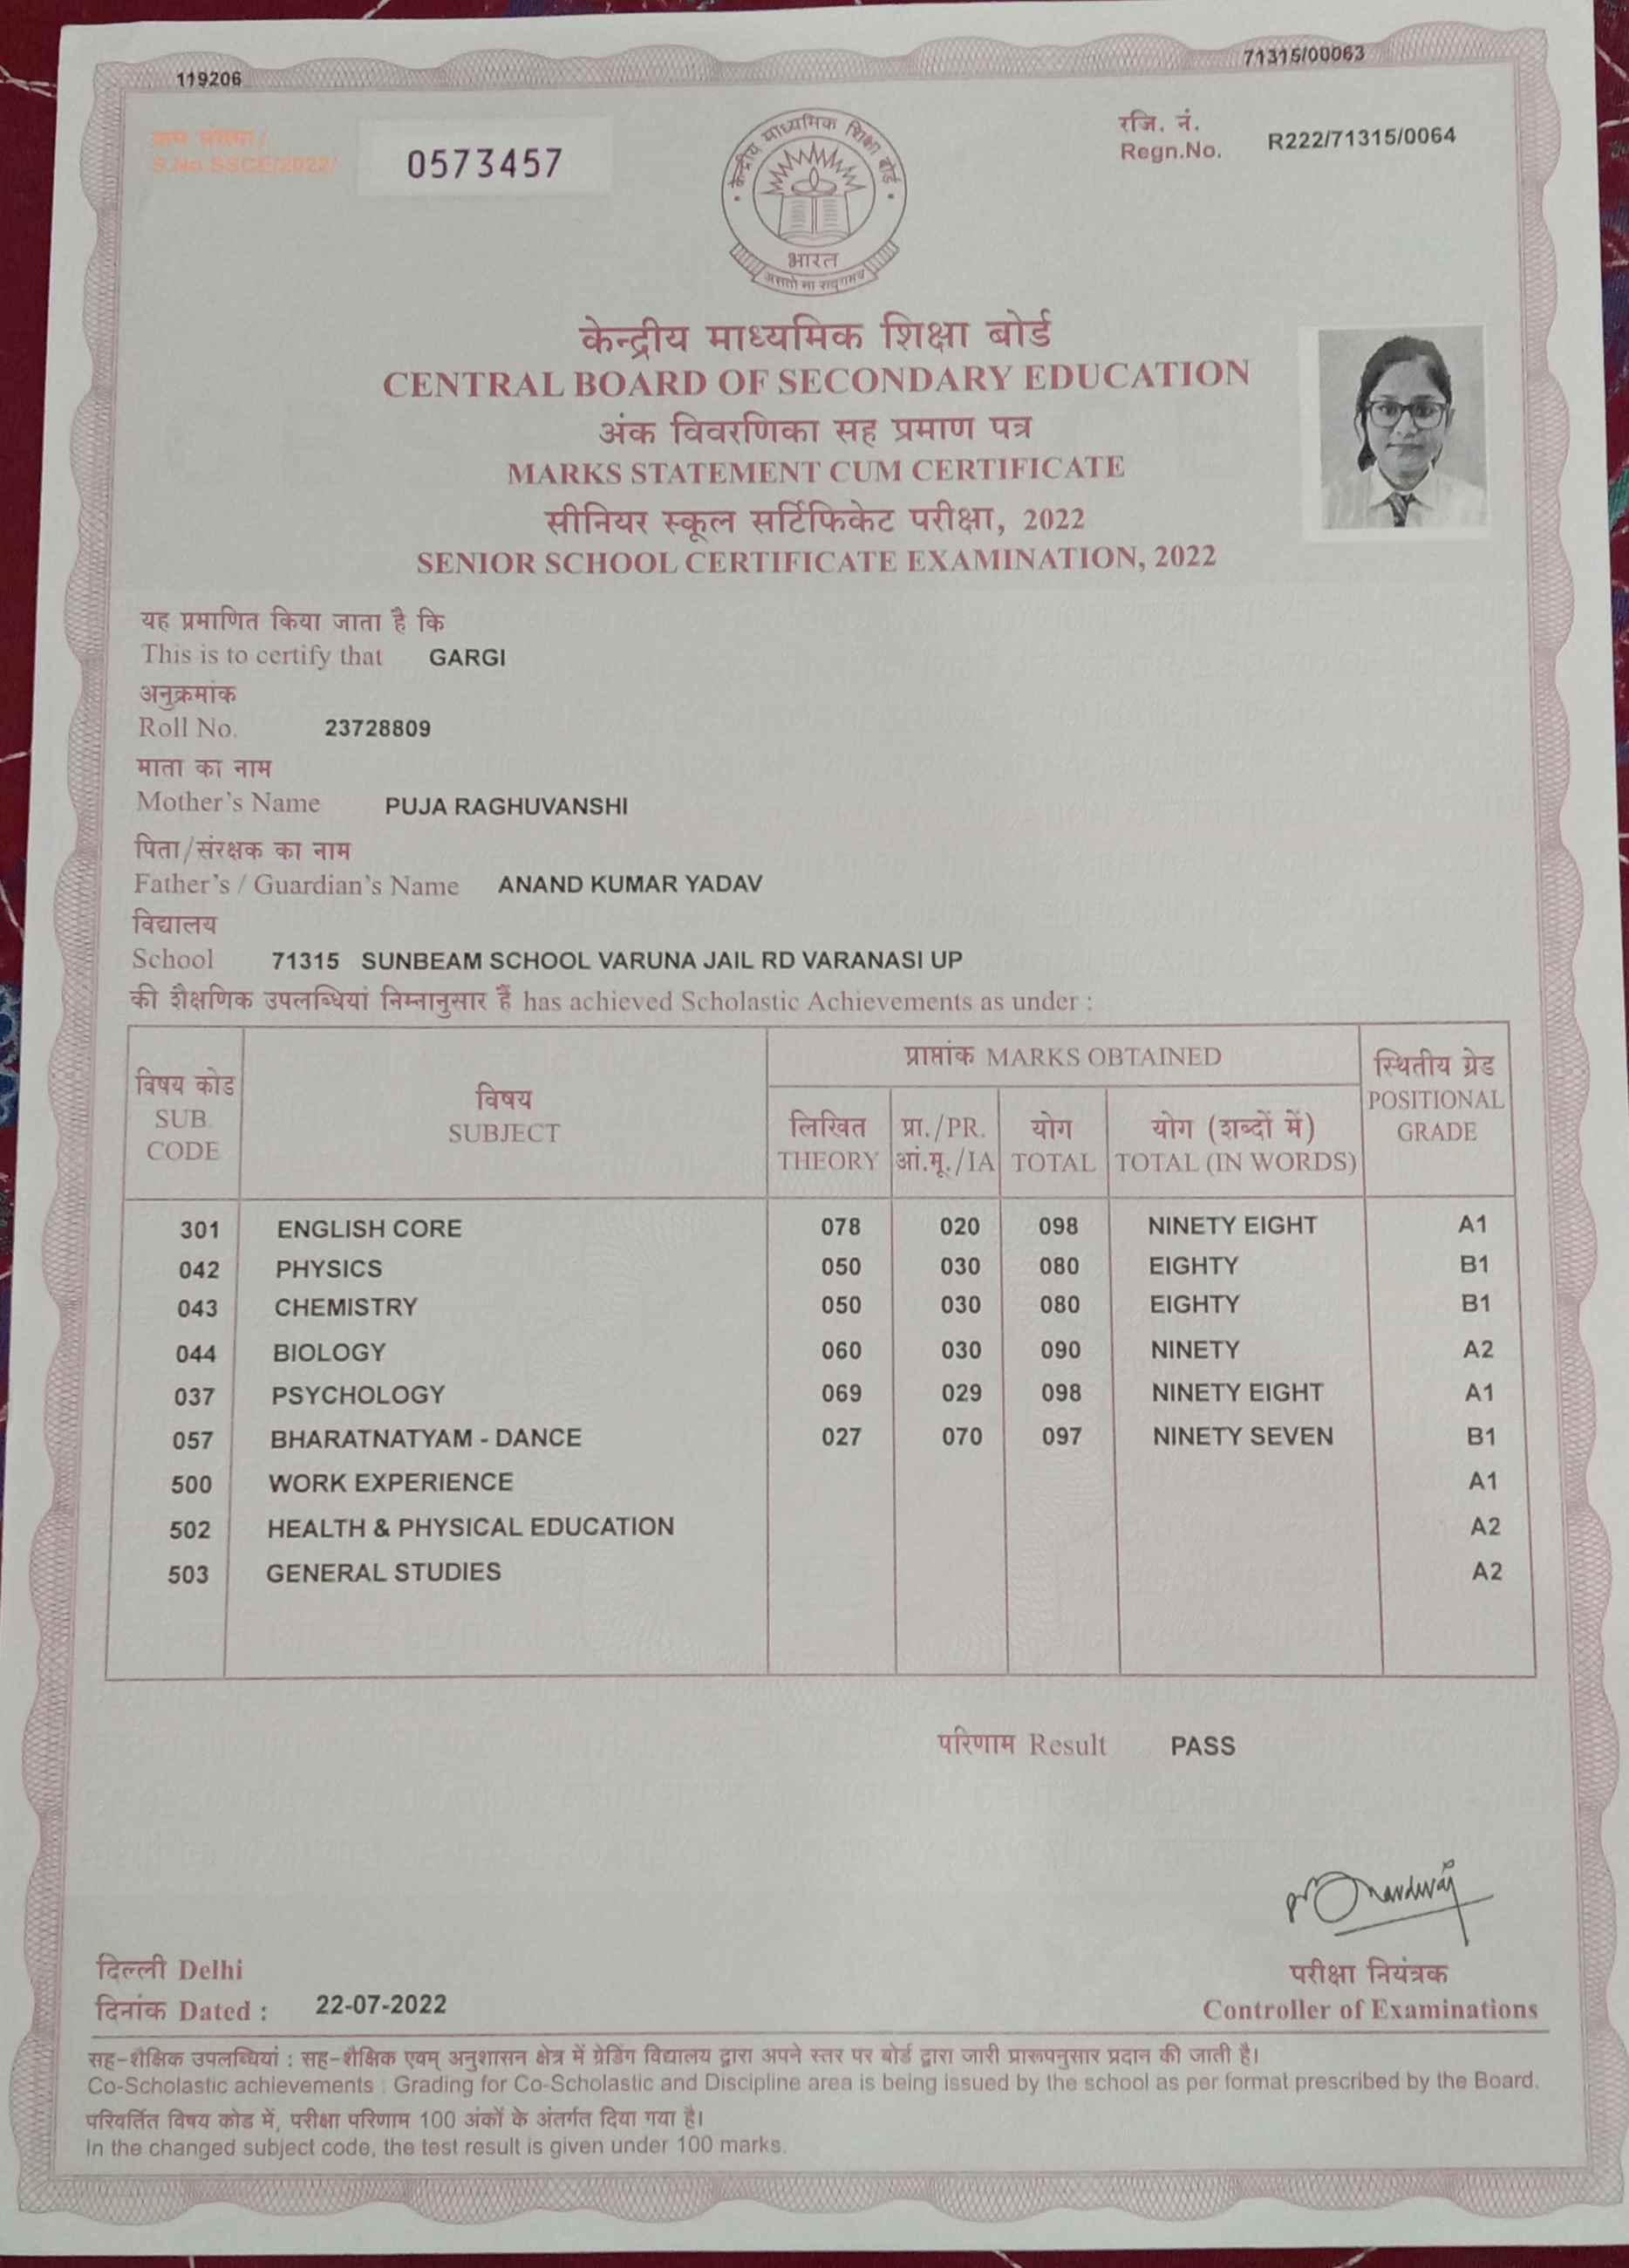 119206
71315/00063
क्रम संख्या/
S.No.SSCE/2022/
0573457
रजि. नं.
Regn.No.
R222/71315/0064
केन्द्रीय माध्यमिक शिक्षा बोर्ड
भारत
असतो मा सद्गमय
केन्द्रीय माध्यमिक शिक्षा बोर्ड
CENTRAL BOARD OF SECONDARY EDUCATION
अंक विवरणिका सह प्रमाण पत्र
MARKS STATEMENT CUM CERTIFICATE
सीनियर स्कूल सर्टिफिकेट परीक्षा, 2022
SENIOR SCHOOL CERTIFICATE EXAMINATION, 2022
यह प्रमाणित किया जाता है कि
This is to certify that GARGI
अनुक्रमांक
Roll No. 23728809
माता का नाम
Mother's Name PUJA RAGHUVANSHI
पिता/संरक्षक का नाम
Father's / Guardian's Name ANAND KUMAR YADAV
विद्यालय
School 71315 SUNBEAM SCHOOL VARUNA JAIL RD VARANASI UP
की शैक्षणिक उपलब्धियां निम्नानुसार हैं has achieved Scholastic Achievements as under :
विषय कोड
SUB.
CODE
विषय
SUBJECT
प्राप्तांक MARKS OBTAINED
लिखित
THEORY
प्रा./PR.
आं.मू./IA
योग
TOTAL
योग (शब्दों में)
TOTAL (IN WORDS)
स्थितीय ग्रेड
POSITIONAL
GRADE
301 ENGLISH CORE 078 020 098 NINETY EIGHT A1
042 PHYSICS 050 030 080 EIGHTY B1
043 CHEMISTRY 050 030 080 EIGHTY B1
044 BIOLOGY 060 030 090 NINETY A2
037 PSYCHOLOGY 069 029 098 NINETY EIGHT A1
057 BHARATNATYAM - DANCE 027 070 097 NINETY SEVEN B1
500 WORK EXPERIENCE A1
502 HEALTH & PHYSICAL EDUCATION A2
503 GENERAL STUDIES A2
परिणाम Result PASS
दिल्ली Delhi
दिनांक Dated : 22-07-2022
परीक्षा नियंत्रक
Controller of Examinations
सह-शैक्षिक उपलब्धियां : सह-शैक्षिक एवम् अनुशासन क्षेत्र में ग्रेडिंग विद्यालय द्वारा अपने स्तर पर बोर्ड द्वारा जारी प्रारूपनुसार प्रदान की जाती है।
Co-Scholastic achievements : Grading for Co-Scholastic and Discipline area is being issued by the school as per format prescribed by the Board.
परिवर्तित विषय कोड में, परीक्षा परिणाम 100 अंकों के अंतर्गत दिया गया है।
In the changed subject code, the test result is given under 100 marks.